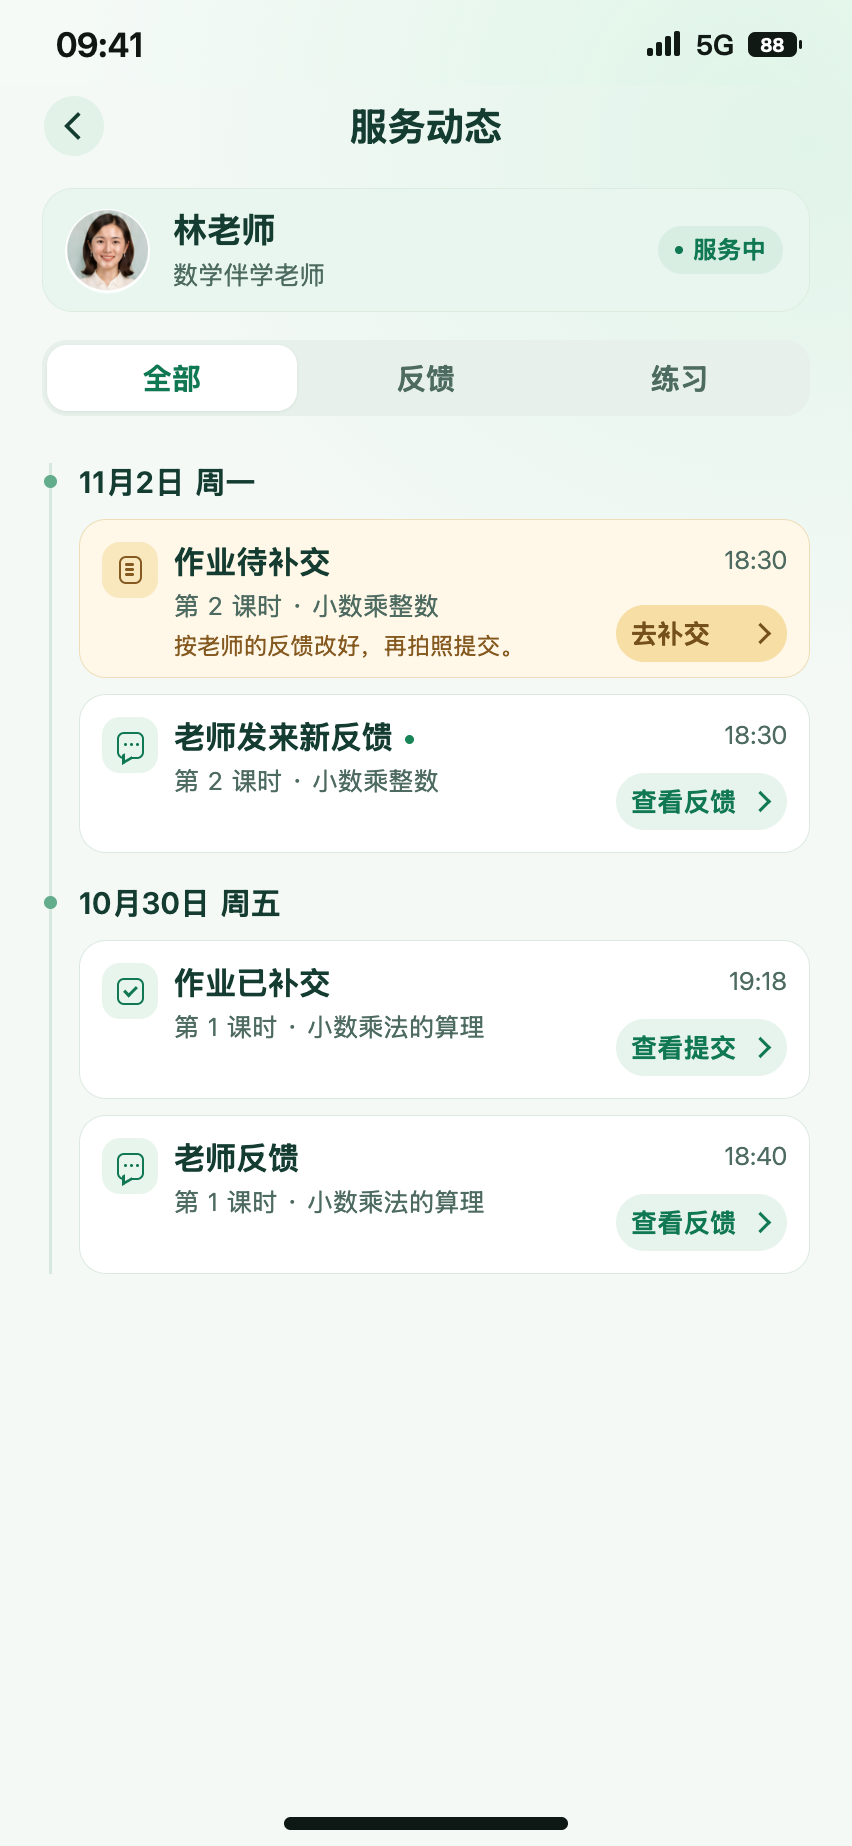 09:41
5G 88
服务动态
林老师
数学伴学老师
服务中
全部 反馈 练习
11月2日 周一
作业待补交
18:30
第 2 课时 · 小数乘整数
按老师的反馈改好，再拍照提交。
去补交
老师发来新反馈
18:30
第 2 课时 · 小数乘整数
查看反馈
10月30日 周五
作业已补交
19:18
第 1 课时 · 小数乘法的算理
查看提交
老师反馈
18:40
第 1 课时 · 小数乘法的算理
查看反馈